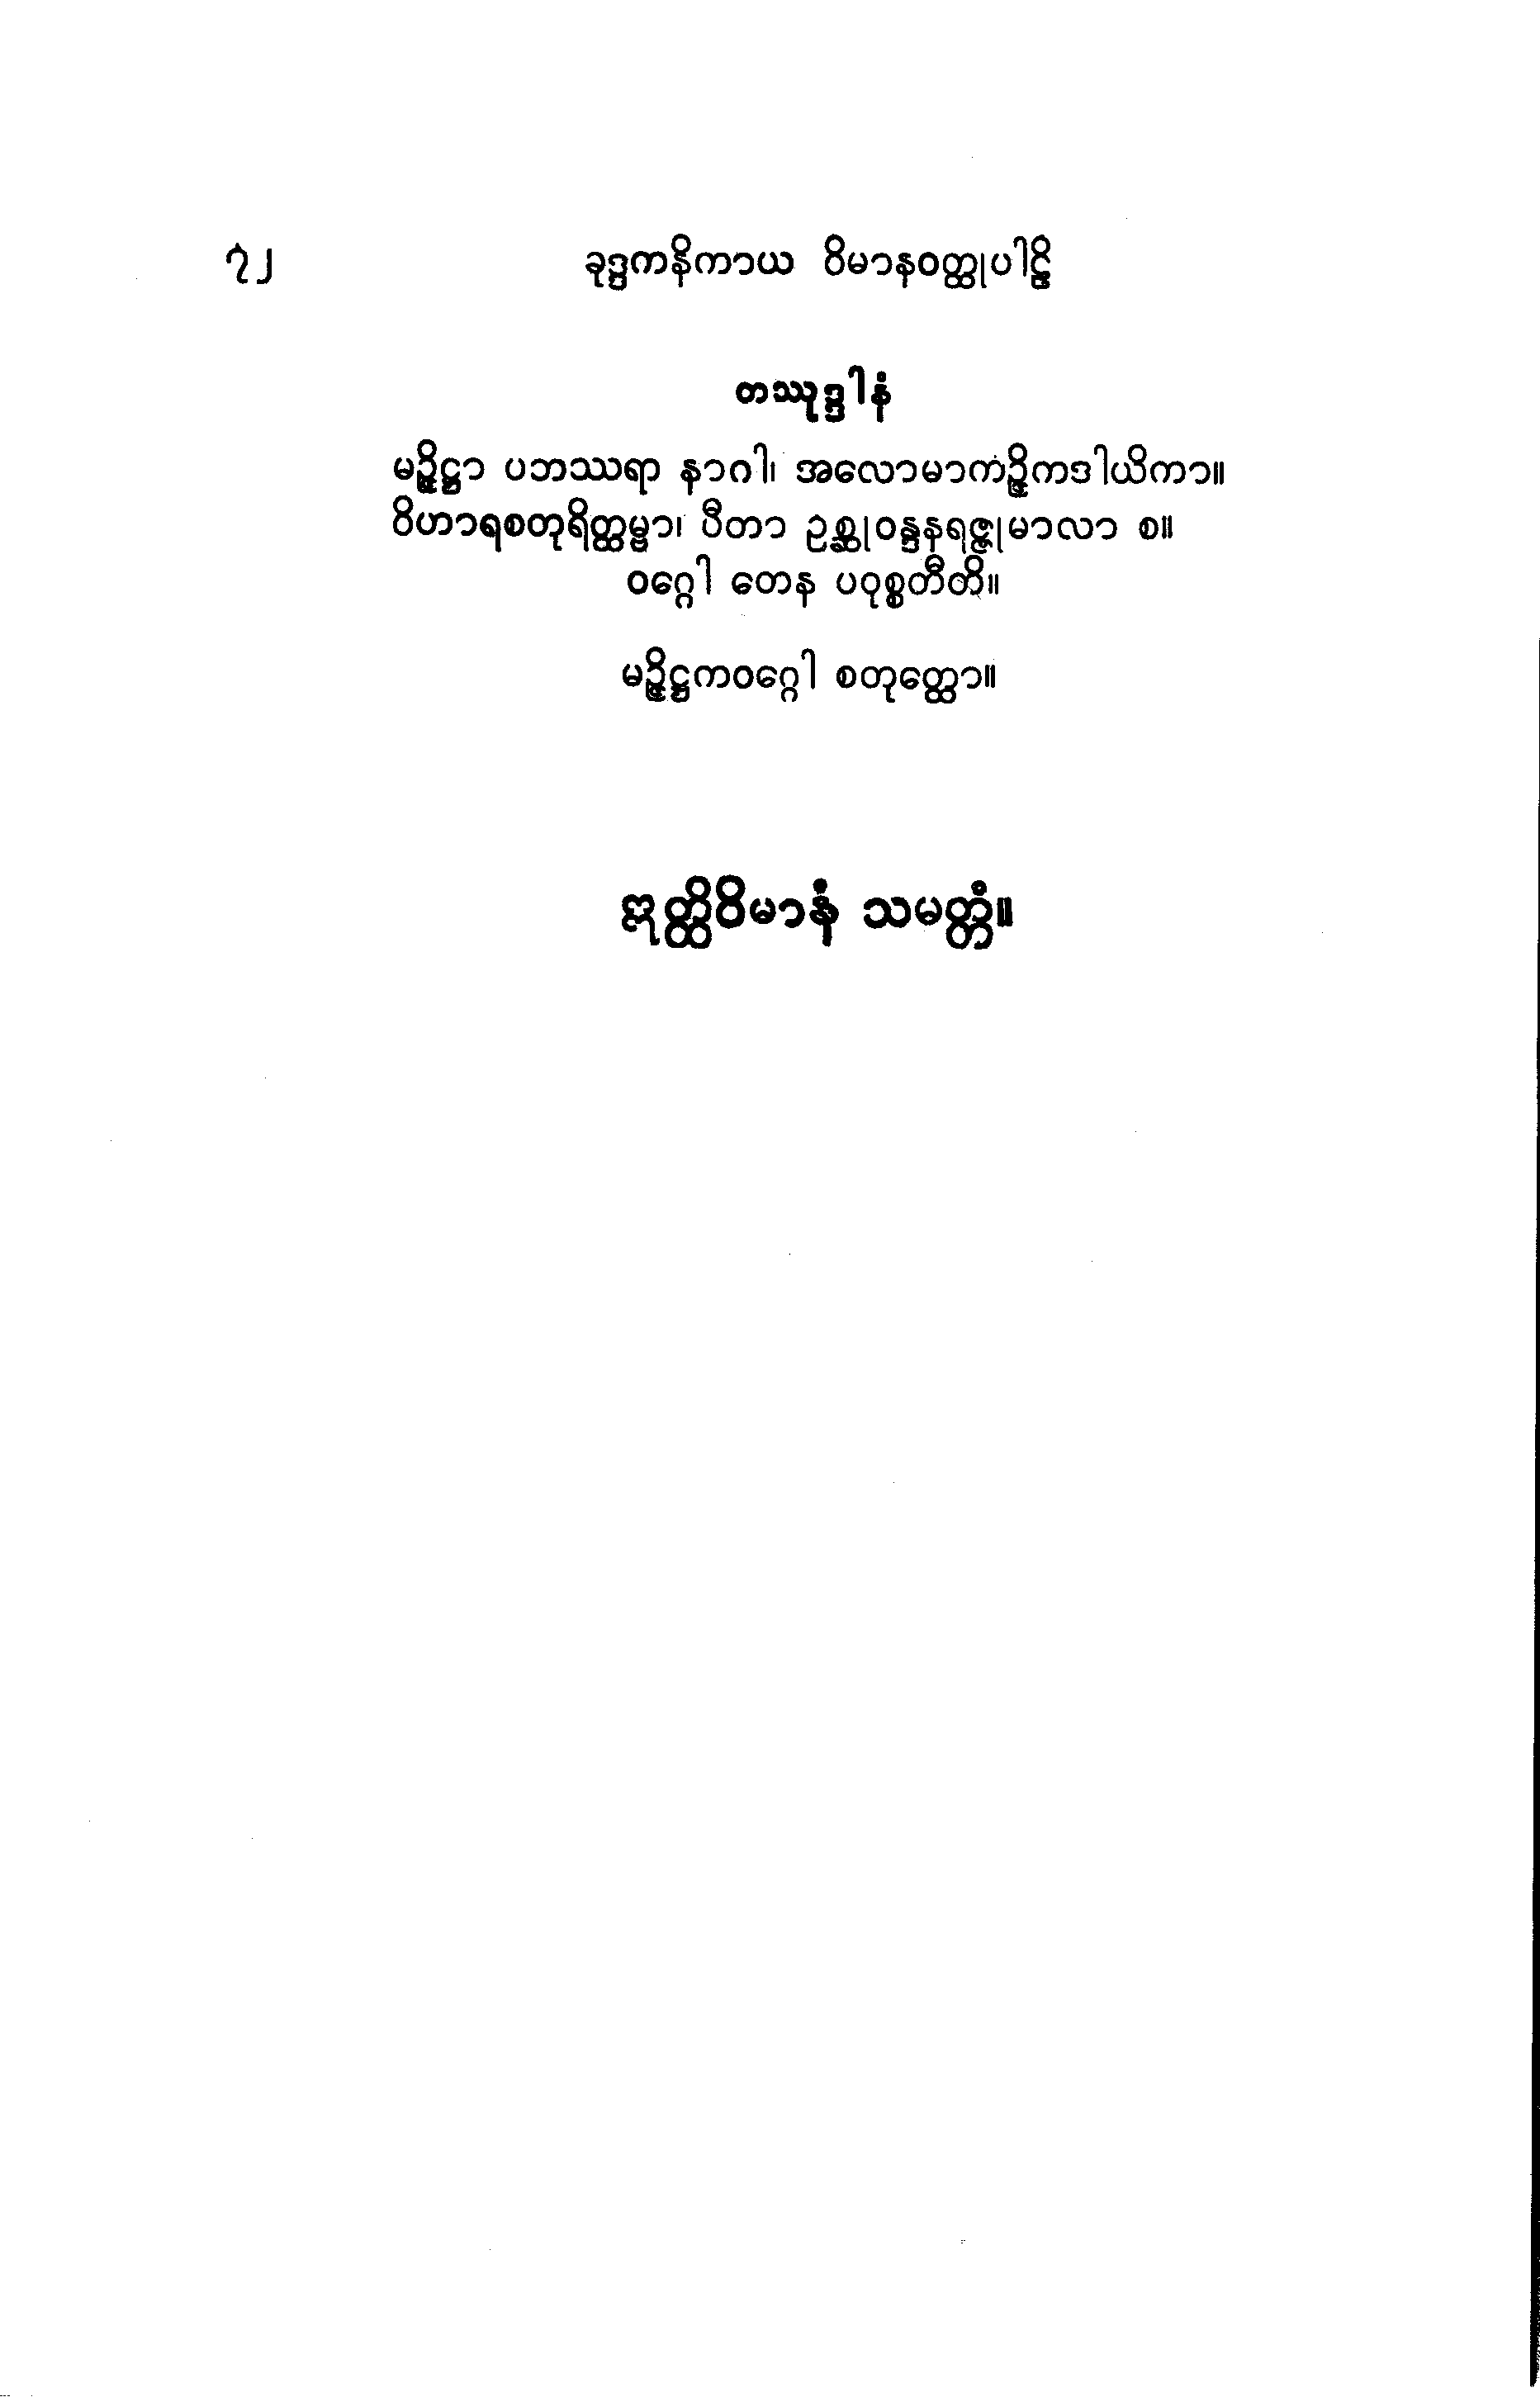 ၇၂ ခုဒ္ဒကနိကာယ ဝိမာနဝတ္ထုပါဠိ
တဿုဒ္ဒါနံ
မဉ္ဇိဋ္ဌာ ပဘဿရာ နာဂါ၊ အလောမာကဉ္ဇိကဒါယိကာ။
ဝိဟာရစတုရိတ္ထမ္ဗာ၊ ပီတာ ဥစ္ဆုဝန္ဒနရဇ္ဇုမာလာ စ။
ဝဂ္ဂေါ တေန ပဝုစ္စတီတိ။
မဉ္ဇိဋ္ဌကဝဂ္ဂေါ စတုတ္ထော။
ဣတ္ထိဝိမာနံ သမတ္တံ။